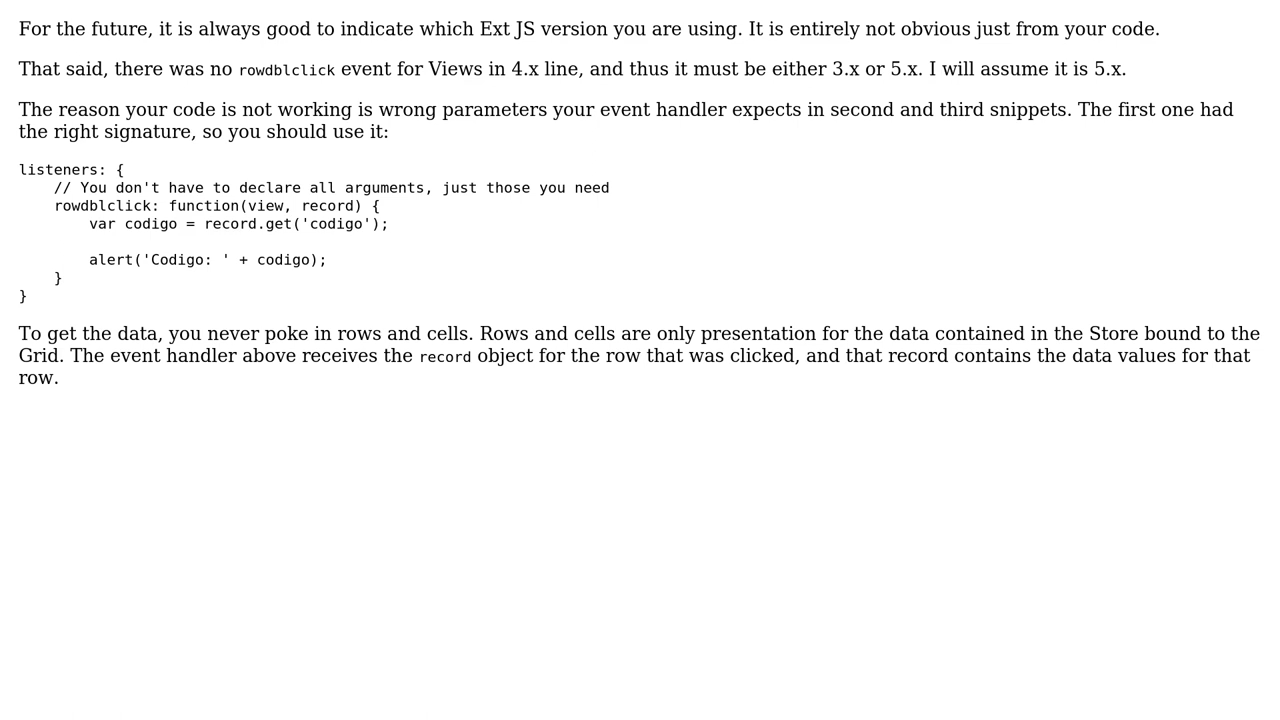 For the future, it is always good to indicate which Ext JS version you are using. It is entirely not obvious just from your code.
That said, there was no rowdblclick event for Views in 4.x line, and thus it must be either 3.x or 5.x. I will assume it is 5.x.
The reason your code is not working is wrong parameters your event handler expects in second and third snippets. The first one had
the right signature, so you should use it:
listeners: {
    // You don't have to declare all arguments, just those you need
    rowdblclick: function(view, record) {
        var codigo = record.get('codigo');

        alert('Codigo: ' + codigo);
    }
}
To get the data, you never poke in rows and cells. Rows and cells are only presentation for the data contained in the Store bound to the
Grid. The event handler above receives the record object for the row that was clicked, and that record contains the data values for that
row.